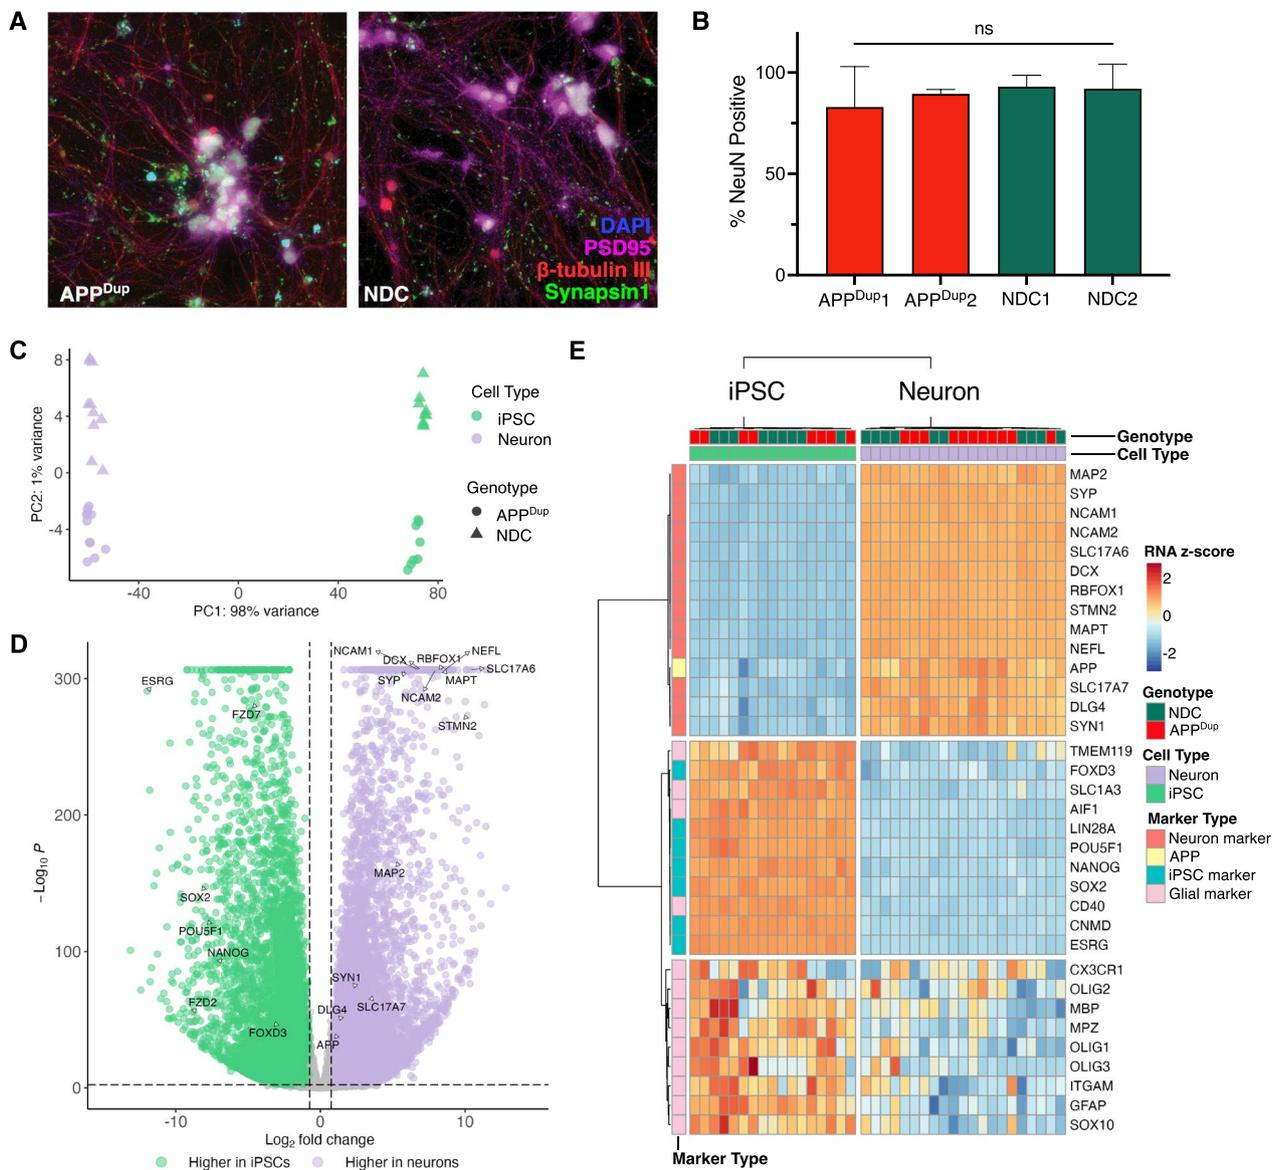 A
APPDup
NDC
DAPI
PSD95
β-tubulin III
Synapsin1
B
ns
% NeuN Positive
100
50
0
APPDup1
APPDup2
NDC1
NDC2
C
8
4
0
-4
PC2: 1% variance
-40
0
40
80
PC1: 98% variance
Cell Type
iPSC
Neuron
Genotype
APPDup
NDC
D
300
200
100
0
−Log10 P
-10
0
10
Log2 fold change
NCAM1
DCX
RBFOX1
NEFL
SLC17A6
SYP
MAPT
NCAM2
STMN2
ESRG
FZD7
MAP2
SOX2
POU5F1
NANOG
SYN1
FZD2
SLC17A7
DLG4
FOXD3
APP
Higher in iPSCs
Higher in neurons
E
iPSC
Neuron
Genotype
Cell Type
MAP2
SYP
NCAM1
NCAM2
SLC17A6
DCX
RBFOX1
STMN2
MAPT
NEFL
APP
SLC17A7
DLG4
SYN1
TMEM119
FOXD3
SLC1A3
AIF1
LIN28A
POU5F1
NANOG
SOX2
CD40
CNMD
ESRG
CX3CR1
OLIG2
MBP
MPZ
OLIG1
OLIG3
ITGAM
GFAP
SOX10
Marker Type
RNA z-score
2
0
-2
Genotype
NDC
APPDup
Cell Type
Neuron
iPSC
Marker Type
Neuron marker
APP
iPSC marker
Glial marker